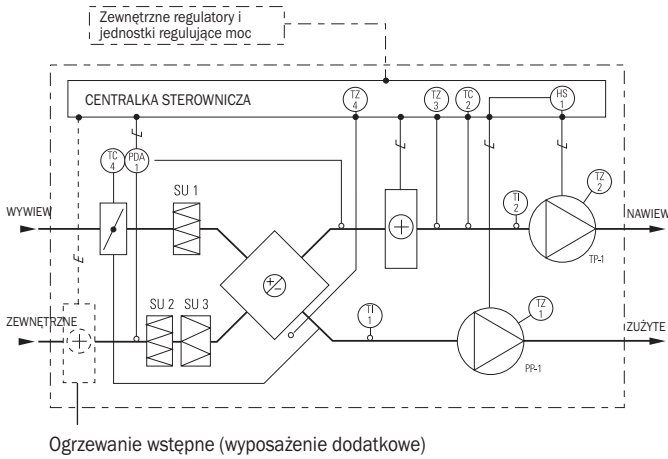 Zewnętrzne regulatory i
jednostki regulujące moc
CENTRALKA STEROWNICZA
TZ
4
TZ
3
TC
2
HS
1
TC
4
PDA
1
SU 1
TI
2
TZ
2
WYWIEW
NAWIEW
TP-1
SU 2 SU 3
TI
1
TZ
1
ZEWNĘTRZNE
ZUŻYTE
PP-1
Ogrzewanie wstępne (wyposażenie dodatkowe)